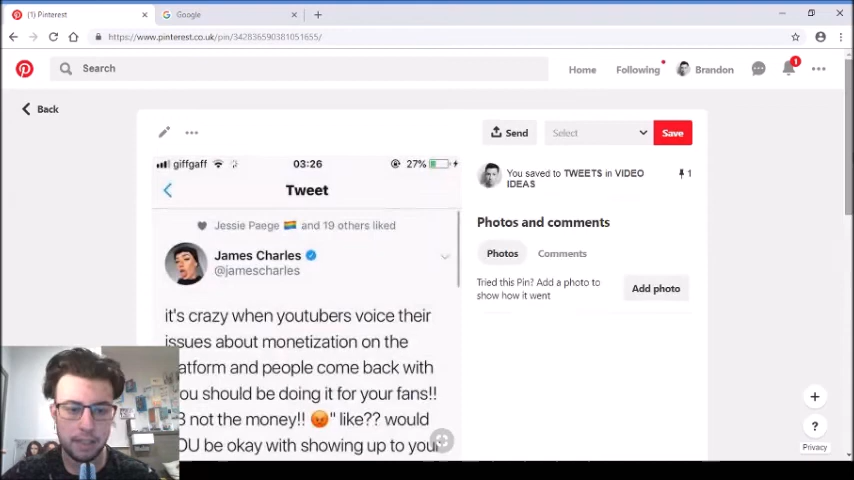 (1) Pinterest
Google
https://www.pinterest.co.uk/pin/342836590381051655/
Search
Home
Following
Brandon
1
Back
Send
Select
Save
giffgaff
03:26
27%
Tweet
You saved to TWEETS in VIDEO
IDEAS
1
Jessie Paege 🏳️‍🌈 and 19 others liked
Photos and comments
James Charles
@jamescharles
Photos
Comments
Tried this Pin? Add a photo to
show how it went
Add photo
it's crazy when youtubers voice their
issues about monetization on the
atform and people come back with
ou should be doing it for your fans!!
not the money!! 😡" like?? would
OU be okay with showing up to your
?
Privacy